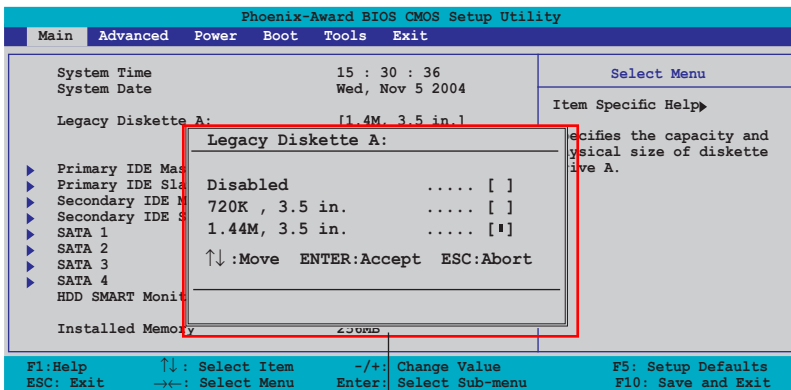 Phoenix-Award BIOS CMOS Setup Utility
Main Advanced Power Boot Tools Exit
System Time 15 : 30 : 36
System Date Wed, Nov 5 2004
Legacy Diskette A: [1.4M, 3.5 in.]
Primary IDE Mas
Primary IDE Sla
Secondary IDE M
Secondary IDE S
SATA 1
SATA 2
SATA 3
SATA 4
HDD SMART Monit
Installed Memory 256MB
Legacy Diskette A:
Disabled ..... [ ]
720K , 3.5 in. ..... [ ]
1.44M, 3.5 in. ..... [▮]
↑↓ :Move ENTER:Accept ESC:Abort
Select Menu
Item Specific Help▶
ecifies the capacity and
ysical size of diskette
ive A.
F1:Help ↑↓ : Select Item -/+: Change Value F5: Setup Defaults
ESC: Exit →←: Select Menu Enter: Select Sub-menu F10: Save and Exit